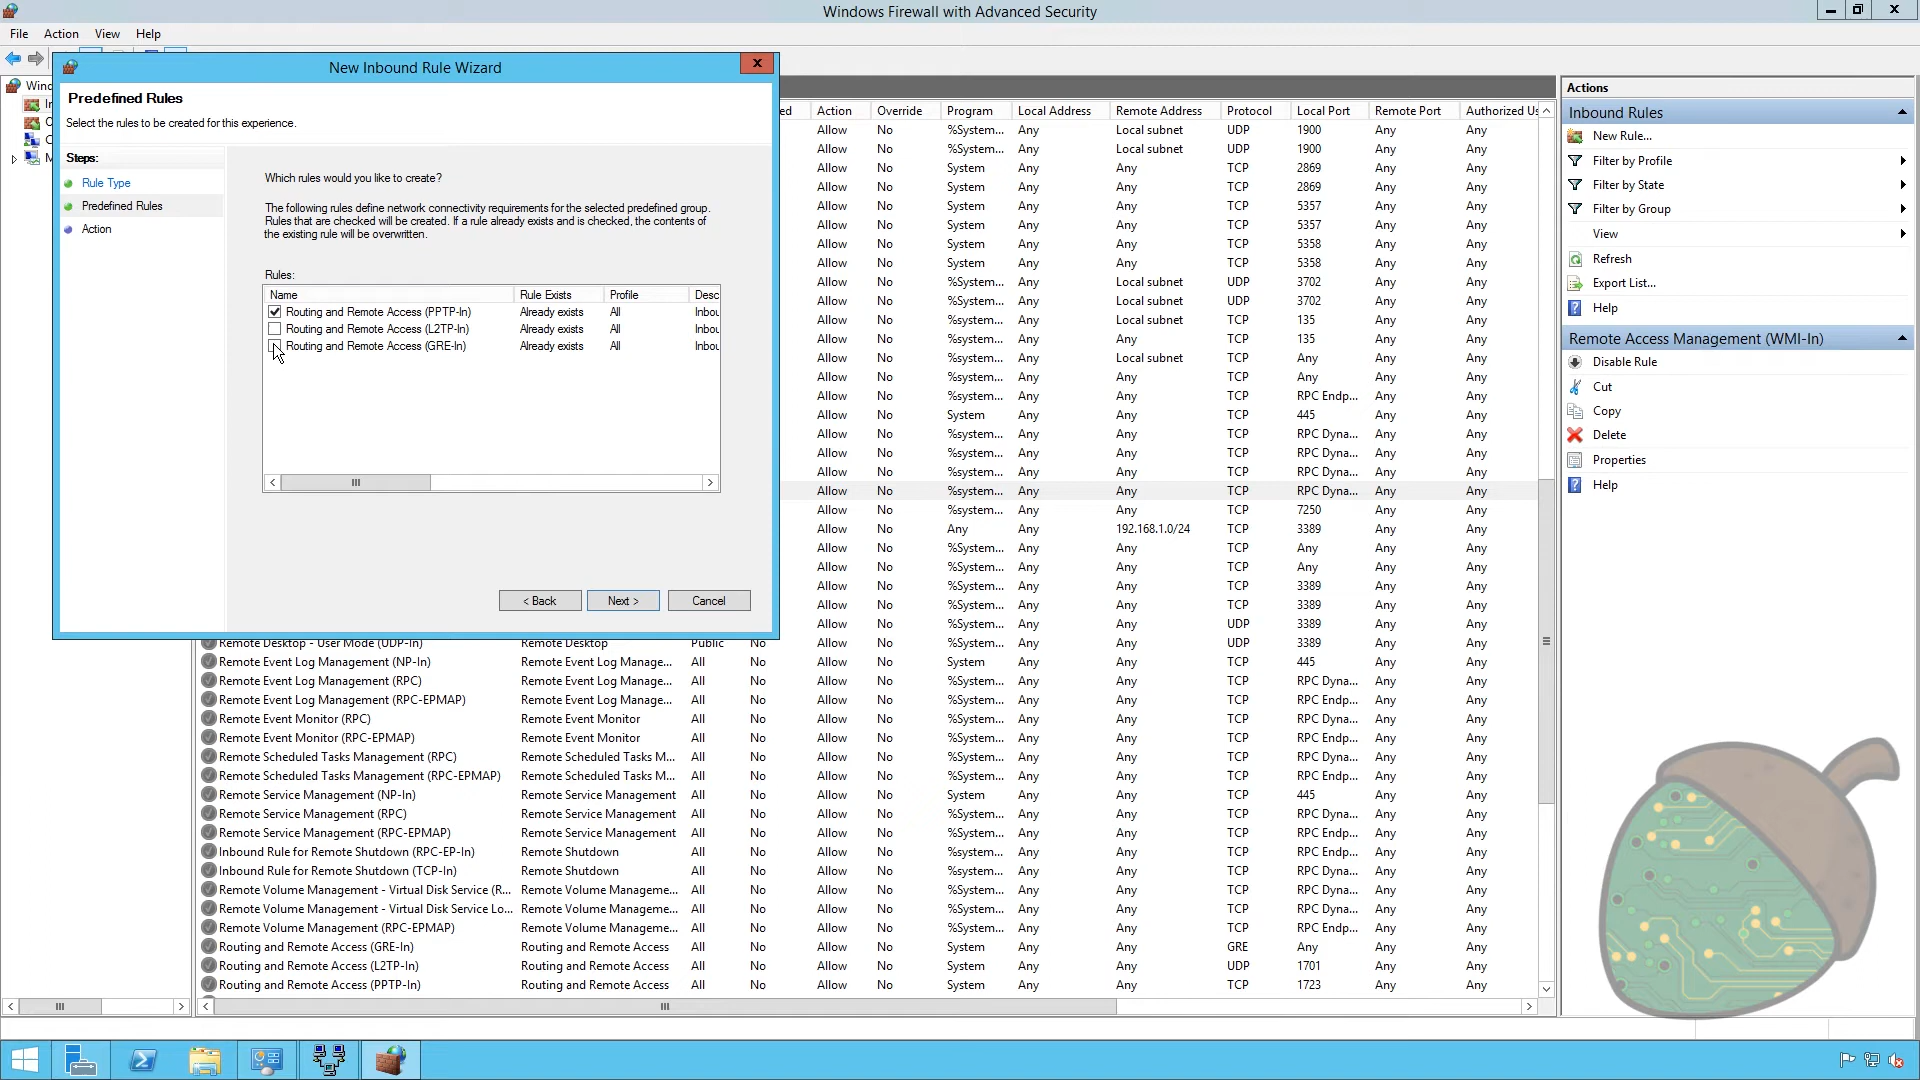 Windows Firewall with Advanced Security
File Action View Help
New Inbound Rule Wizard
Predefined Rules
Select the rules to be created for this experience.
Steps:
Rule Type
Predefined Rules
Action
Which rules would you like to create?
The following rules define network connectivity requirements for the selected predefined group.
Rules that are checked will be created. If a rule already exists and is checked, the contents of
the existing rule will be overwritten.
Rules:
Name Rule Exists Profile Desc
Routing and Remote Access (PPTP-In) Already exists All Inbou
Routing and Remote Access (L2TP-In) Already exists All Inbou
Routing and Remote Access (GRE-In) Already exists All Inbou
< Back Next > Cancel
Wind
ed Action Override Program Local Address Remote Address Protocol Local Port Remote Port Authorized Us
Allow No %System... Any Local subnet UDP 1900 Any Any
Allow No %System... Any Local subnet UDP 1900 Any Any
Allow No System Any Any TCP 2869 Any Any
Allow No System Any Any TCP 2869 Any Any
Allow No System Any Any TCP 5357 Any Any
Allow No System Any Any TCP 5357 Any Any
Allow No System Any Any TCP 5358 Any Any
Allow No System Any Any TCP 5358 Any Any
Allow No %System... Any Local subnet UDP 3702 Any Any
Allow No %System... Any Local subnet UDP 3702 Any Any
Allow No %System... Any Local subnet TCP 135 Any Any
Allow No %System... Any Any TCP 135 Any Any
Allow No %System... Any Local subnet TCP Any Any Any
Allow No %system... Any Any TCP Any Any Any
Allow No %system... Any Any TCP RPC Endp... Any Any
Allow No System Any Any TCP 445 Any Any
Allow No %system... Any Any TCP RPC Dyna... Any Any
Allow No %system... Any Any TCP RPC Dyna... Any Any
Allow No %system... Any Any TCP RPC Dyna... Any Any
Allow No %system... Any Any TCP RPC Dyna... Any Any
Allow No %system... Any Any TCP 7250 Any Any
Allow No Any Any 192.168.1.0/24 TCP 3389 Any Any
Allow No %System... Any Any TCP Any Any Any
Allow No %System... Any Any TCP Any Any Any
Allow No %System... Any Any TCP 3389 Any Any
Allow No %System... Any Any TCP 3389 Any Any
Allow No %System... Any Any UDP 3389 Any Any
Remote Desktop - User Mode (UDP-In) Remote Desktop Public No Allow No %System... Any Any UDP 3389 Any Any
Remote Event Log Management (NP-In) Remote Event Log Manage... All No Allow No System Any Any TCP 445 Any Any
Remote Event Log Management (RPC) Remote Event Log Manage... All No Allow No %System... Any Any TCP RPC Dyna... Any Any
Remote Event Log Management (RPC-EPMAP) Remote Event Log Manage... All No Allow No %System... Any Any TCP RPC Endp... Any Any
Remote Event Monitor (RPC) Remote Event Monitor All No Allow No %System... Any Any TCP RPC Dyna... Any Any
Remote Event Monitor (RPC-EPMAP) Remote Event Monitor All No Allow No %System... Any Any TCP RPC Endp... Any Any
Remote Scheduled Tasks Management (RPC) Remote Scheduled Tasks M... All No Allow No %System... Any Any TCP RPC Dyna... Any Any
Remote Scheduled Tasks Management (RPC-EPMAP) Remote Scheduled Tasks M... All No Allow No %System... Any Any TCP RPC Endp... Any Any
Remote Service Management (NP-In) Remote Service Management All No Allow No System Any Any TCP 445 Any Any
Remote Service Management (RPC) Remote Service Management All No Allow No %System... Any Any TCP RPC Dyna... Any Any
Remote Service Management (RPC-EPMAP) Remote Service Management All No Allow No %System... Any Any TCP RPC Endp... Any Any
Inbound Rule for Remote Shutdown (RPC-EP-In) Remote Shutdown All No Allow No %system... Any Any TCP RPC Endp... Any Any
Inbound Rule for Remote Shutdown (TCP-In) Remote Shutdown All No Allow No %system... Any Any TCP RPC Dyna... Any Any
Remote Volume Management - Virtual Disk Service (R... Remote Volume Manageme... All No Allow No %System... Any Any TCP RPC Dyna... Any Any
Remote Volume Management - Virtual Disk Service Lo... Remote Volume Manageme... All No Allow No %System... Any Any TCP RPC Dyna... Any Any
Remote Volume Management (RPC-EPMAP) Remote Volume Manageme... All No Allow No %System... Any Any TCP RPC Endp... Any Any
Routing and Remote Access (GRE-In) Routing and Remote Access All No Allow No System Any Any GRE Any Any Any
Routing and Remote Access (L2TP-In) Routing and Remote Access All No Allow No System Any Any UDP 1701 Any Any
Routing and Remote Access (PPTP-In) Routing and Remote Access All No Allow No System Any Any TCP 1723 Any Any
Actions
Inbound Rules
New Rule...
Filter by Profile
Filter by State
Filter by Group
View
Refresh
Export List...
Help
Remote Access Management (WMI-In)
Disable Rule
Cut
Copy
Delete
Properties
Help